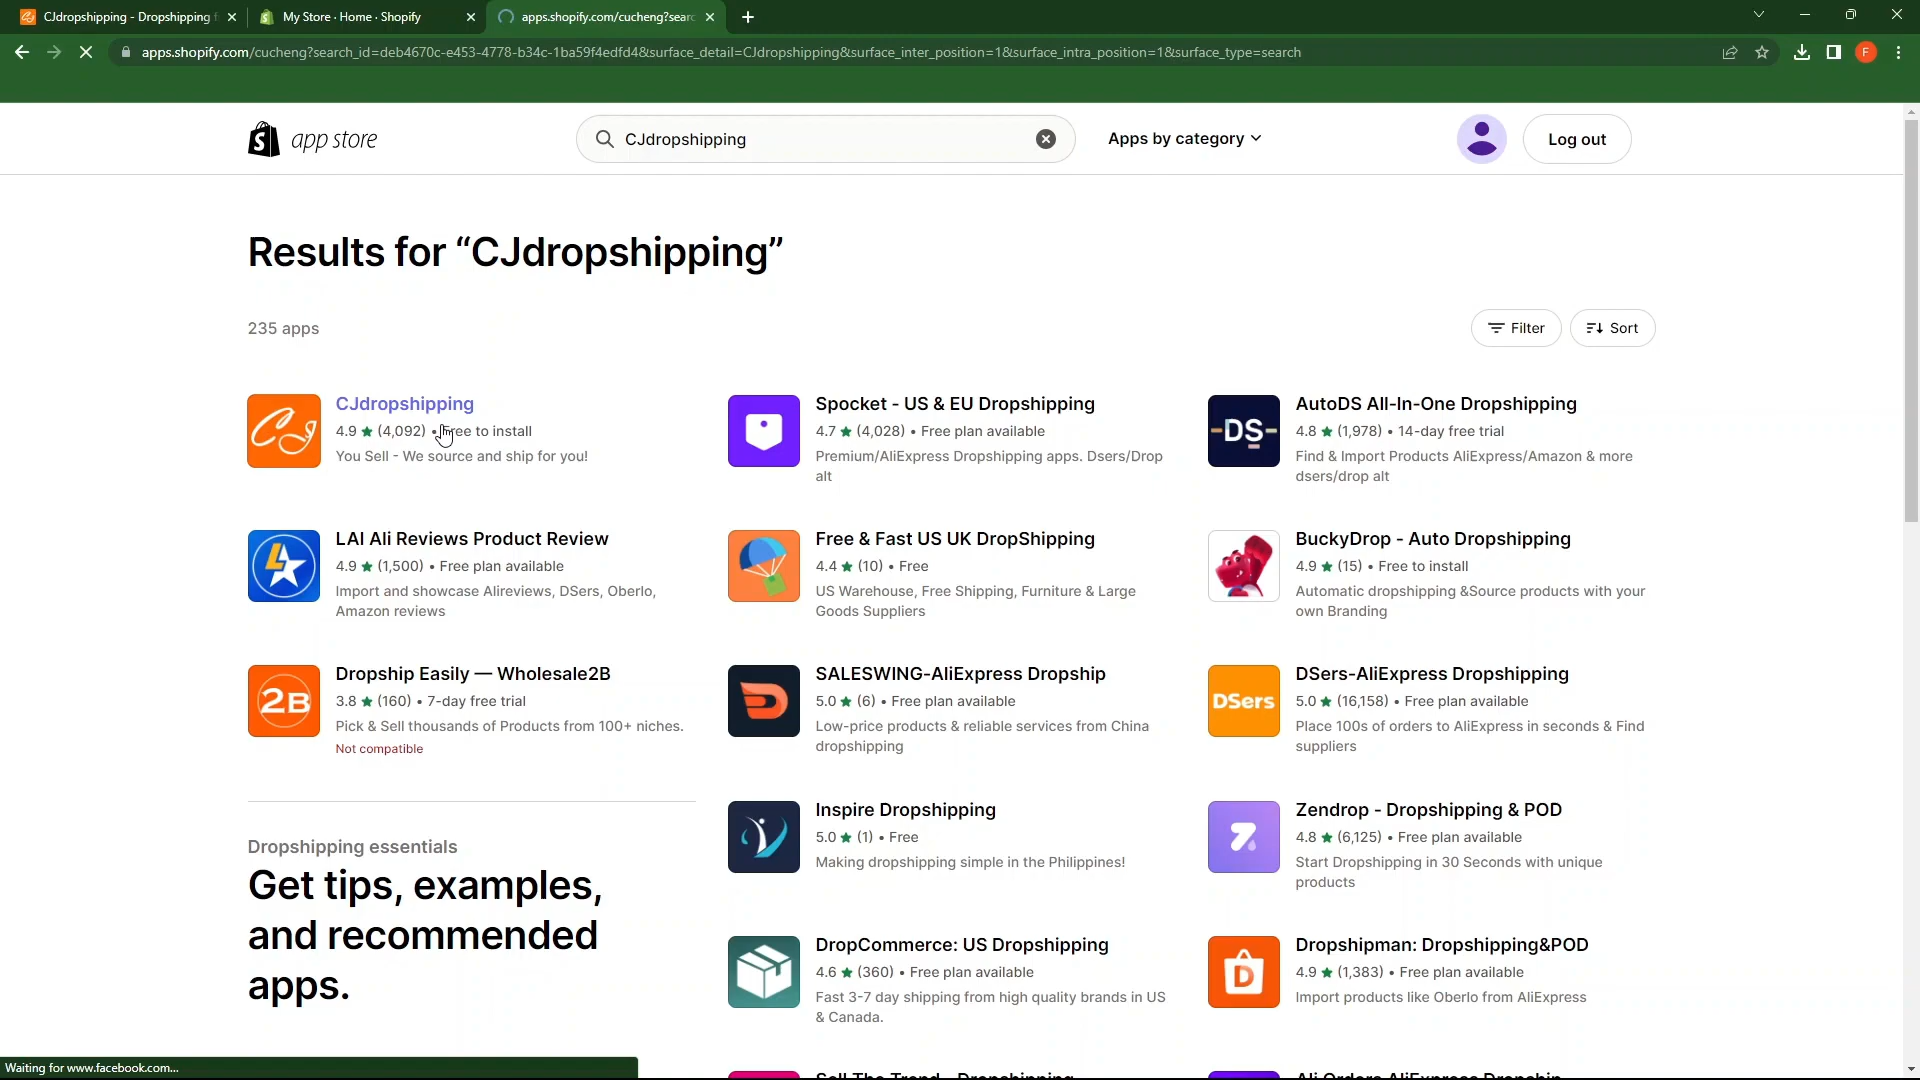 CJdropshipping - Dropshipping f
My Store · Home · Shopify
apps.shopify.com/cucheng?searc
apps.shopify.com/cucheng?search_id=deb4670c-e453-4778-b34c-1ba59f4edfd4&surface_detail=CJdropshipping&surface_inter_position=1&surface_intra_position=1&surface_type=search
F
app store
CJdropshipping
Apps by category
Log out
Results for “CJdropshipping”
235 apps
Filter
Sort
CJdropshipping
4.9 ★ (4,092) • Free to install
You Sell - We source and ship for you!
Spocket - US & EU Dropshipping
4.7 ★ (4,028) • Free plan available
Premium/AliExpress Dropshipping apps. Dsers/Drop
alt
-DS-
AutoDS All-In-One Dropshipping
4.8 ★ (1,978) • 14-day free trial
Find & Import Products AliExpress/Amazon & more
dsers/drop alt
LAI Ali Reviews Product Review
4.9 ★ (1,500) • Free plan available
Import and showcase Alireviews, DSers, Oberlo,
Amazon reviews
Free & Fast US UK DropShipping
4.4 ★ (10) • Free
US Warehouse, Free Shipping, Furniture & Large
Goods Suppliers
BuckyDrop - Auto Dropshipping
4.9 ★ (15) • Free to install
Automatic dropshipping &Source products with your
own Branding
2B
Dropship Easily — Wholesale2B
3.8 ★ (160) • 7-day free trial
Pick & Sell thousands of Products from 100+ niches.
Not compatible
SALESWING-AliExpress Dropship
5.0 ★ (6) • Free plan available
Low-price products & reliable services from China
dropshipping
DSers
DSers-AliExpress Dropshipping
5.0 ★ (16,158) • Free plan available
Place 100s of orders to AliExpress in seconds & Find
suppliers
Dropshipping essentials
Get tips, examples,
and recommended
apps.
Inspire Dropshipping
5.0 ★ (1) • Free
Making dropshipping simple in the Philippines!
Zendrop - Dropshipping & POD
4.8 ★ (6,125) • Free plan available
Start Dropshipping in 30 Seconds with unique
products
DropCommerce: US Dropshipping
4.6 ★ (360) • Free plan available
Fast 3-7 day shipping from high quality brands in US
& Canada.
Dropshipman: Dropshipping&POD
4.9 ★ (1,383) • Free plan available
Import products like Oberlo from AliExpress
Sell The Trend - Dropshipping
Ali Orders AliExpress Dropship
Waiting for www.facebook.com...